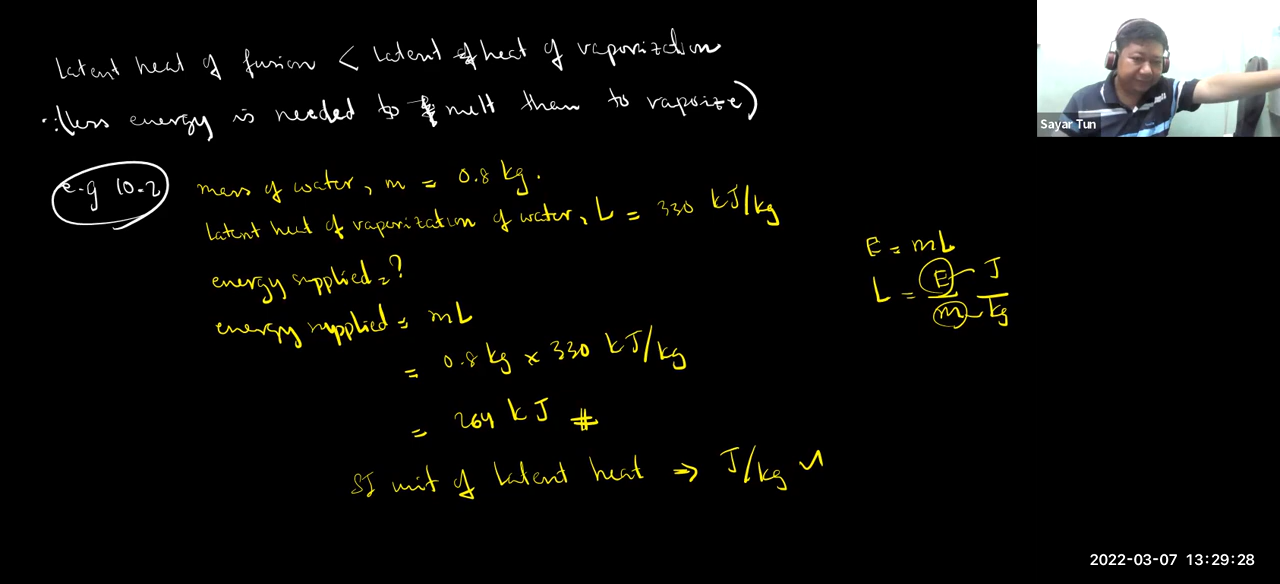 Latent heat of fusion < Latent of heat of vaporization
∴ (less energy is needed to melt than to vaporize)
e-g 10-2
mass of water, m = 0.8 kg.
Latent heat of vaporization of water, L = 330 kJ/kg
energy supplied = ?
energy supplied = mL
= 0.8 kg × 330 kJ/kg
= 264 kJ #
SI unit of Latent heat ⇒ J/kg
E = mL
L = E/m J/kg
Sayar Tun
2022-03-07 13:29:28